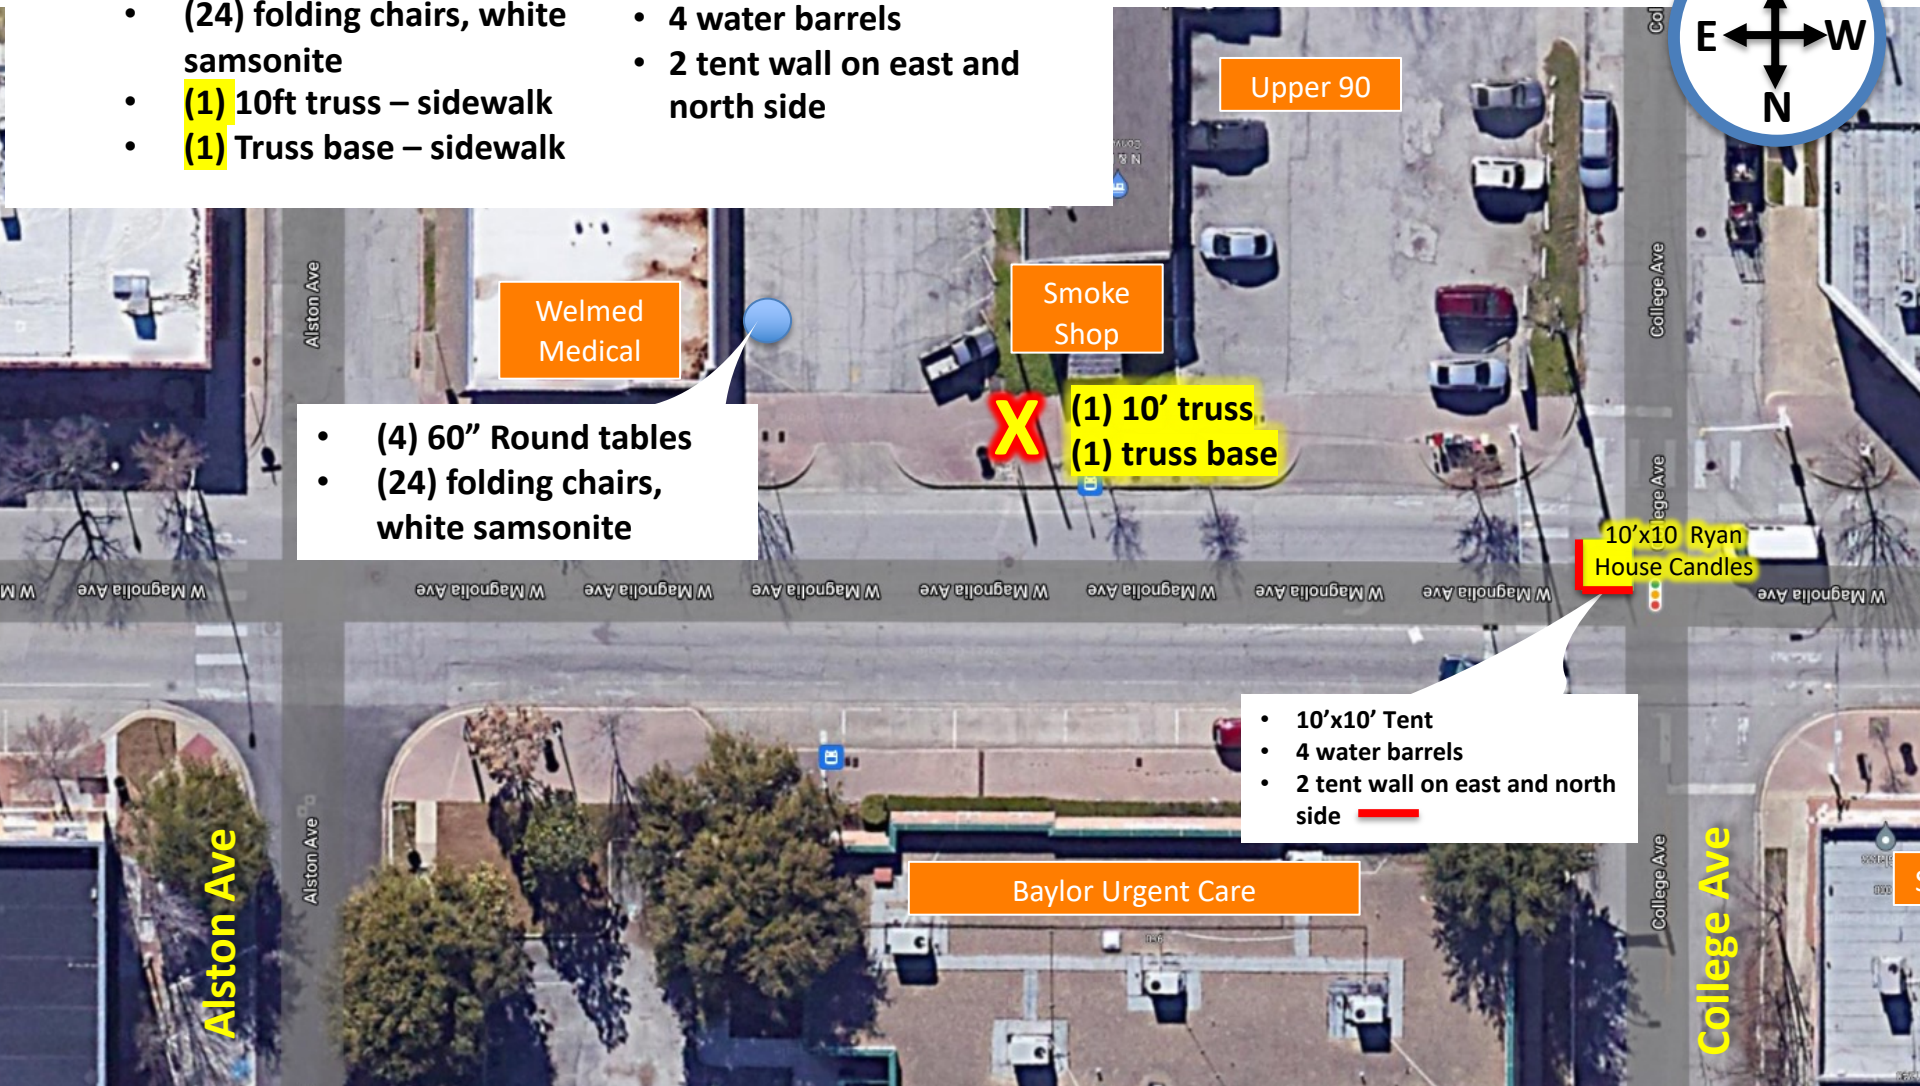 • (24) folding chairs, white
samsonite
• (1) 10ft truss – sidewalk
• (1) Truss base – sidewalk
• 4 water barrels
• 2 tent wall on east and
north side
E W
N
Upper 90
Col
Alston Ave
College Ave
Welmed
Medical
Smoke
Shop
(1) 10’ truss
(1) truss base
X
• (4) 60” Round tables
• (24) folding chairs,
white samsonite
ege Ave
10’x10 Ryan
House Candles
W Magnolia Ave
W Magnolia Ave
W Magnolia Ave
W Magnolia Ave
W Magnolia Ave
W Magnolia Ave
W Magnolia Ave
W Magnolia Ave
W Magnolia Ave
• 10’x10’ Tent
• 4 water barrels
• 2 tent wall on east and north
side
Baylor Urgent Care
Alston Ave
Alston Ave
College Ave
College Ave
S